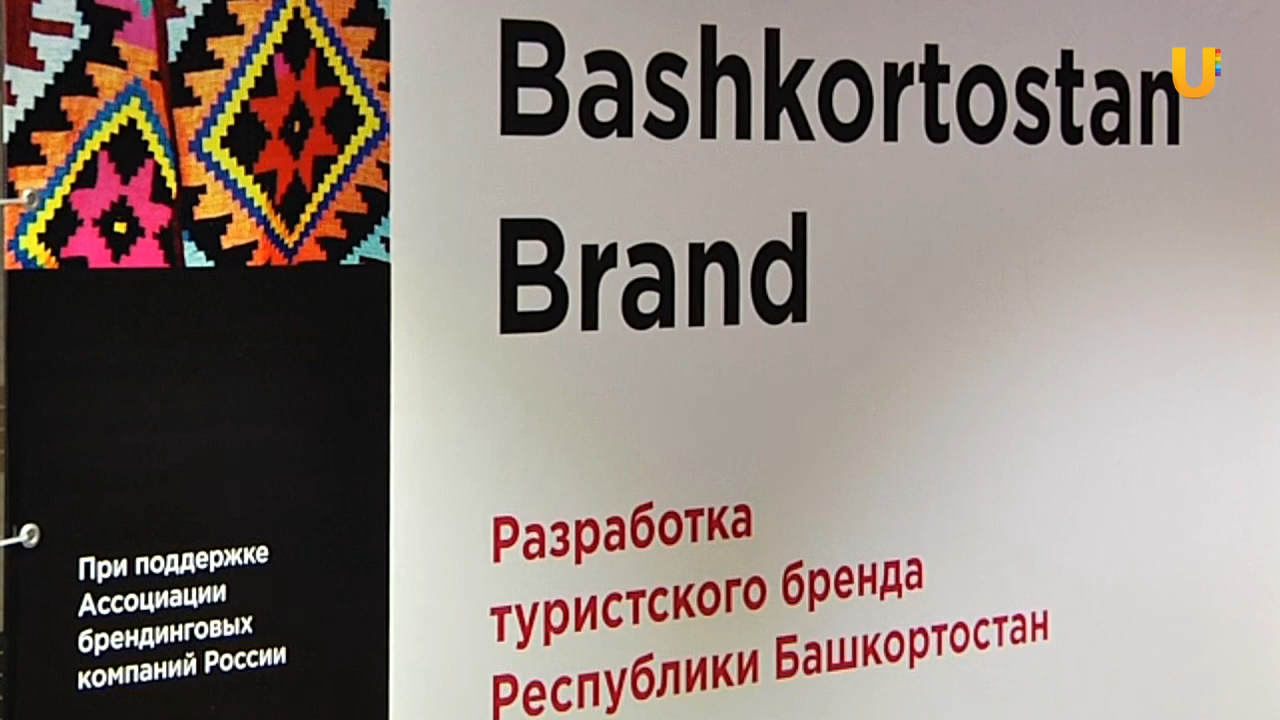 Bashkortostan
Brand
Разработка
туристского бренда
Республики Башкортостан
При поддержке
Ассоциации
брендинговых
компаний России
U